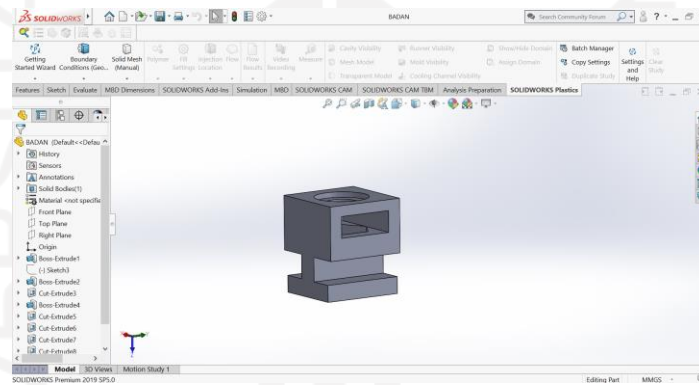 SOLIDWORKS
BADAN
Search Community Forum
Getting Started Wizard
Boundary Conditions (Geo...
Solid Mesh (Manual)
Polymer
Fill Settings
Injection Location
Flow
Flow Results
Video Recording
Measure
Cavity Visibility
Runner Visibility
Show/Hide Domain
Batch Manager
Mesh Model
Mold Visibility
Assign Domain
Copy Settings
Transparent Model
Cooling Channel Visibility
Duplicate Study
Settings and Help
Clear Study
Features Sketch Evaluate MBD Dimensions SOLIDWORKS Add-Ins Simulation MBD SOLIDWORKS CAM SOLIDWORKS CAM TBM Analysis Preparation SOLIDWORKS Plastics
BADAN (Default<<Defau
History
Sensors
Annotations
Solid Bodies(1)
Material <not specifie
Front Plane
Top Plane
Right Plane
Origin
Boss-Extrude1
(-) Sketch3
Boss-Extrude2
Cut-Extrude3
Boss-Extrude4
Cut-Extrude5
Cut-Extrude6
Cut-Extrude7
Cut-Extrude8
Model 3D Views Motion Study 1
SOLIDWORKS Premium 2019 SP5.0
Editing Part MMGS